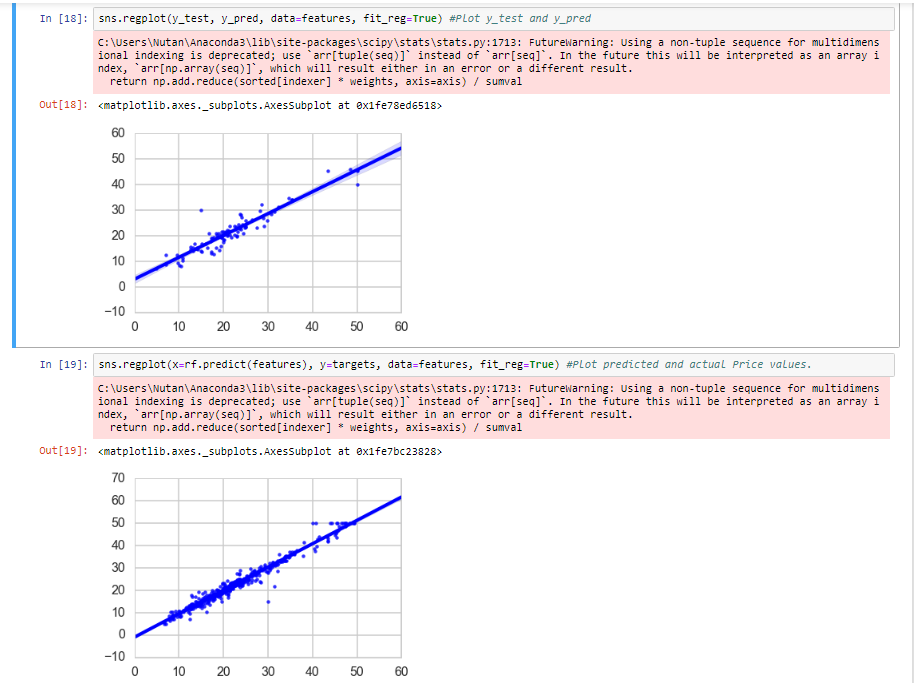 In [18]: sns.regplot(y_test, y_pred, data=features, fit_reg=True) #Plot y_test and y_pred
C:\Users\Nutan\Anaconda3\lib\site-packages\scipy\stats\stats.py:1713: FutureWarning: Using a non-tuple sequence for multidimens
ional indexing is deprecated; use `arr[tuple(seq)]` instead of `arr[seq]`. In the future this will be interpreted as an array i
ndex, `arr[np.array(seq)]`, which will result either in an error or a different result.
return np.add.reduce(sorted[indexer] * weights, axis=axis) / sumval
Out[18]: <matplotlib.axes._subplots.AxesSubplot at 0x1fe78ed6518>
60
50
40
30
20
10
0
−10
0 10 20 30 40 50 60
In [19]: sns.regplot(x=rf.predict(features), y=targets, data=features, fit_reg=True) #Plot predicted and actual Price values.
C:\Users\Nutan\Anaconda3\lib\site-packages\scipy\stats\stats.py:1713: FutureWarning: Using a non-tuple sequence for multidimens
ional indexing is deprecated; use `arr[tuple(seq)]` instead of `arr[seq]`. In the future this will be interpreted as an array i
ndex, `arr[np.array(seq)]`, which will result either in an error or a different result.
return np.add.reduce(sorted[indexer] * weights, axis=axis) / sumval
Out[19]: <matplotlib.axes._subplots.AxesSubplot at 0x1fe7bc23828>
70
60
50
40
30
20
10
0
−10
0 10 20 30 40 50 60